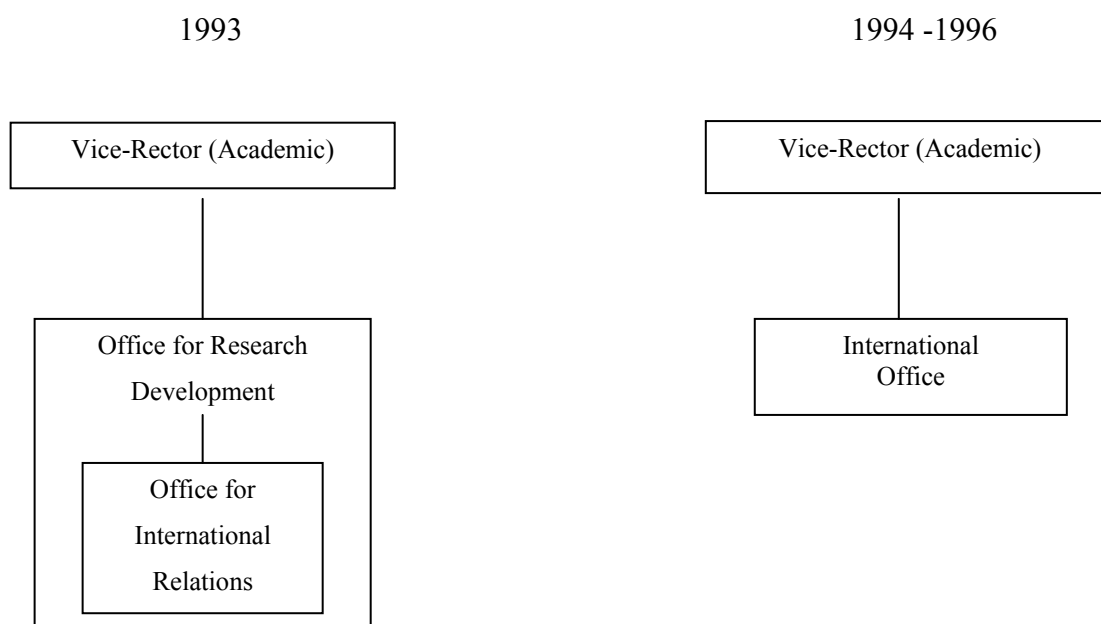 1993
1994 -1996
Vice-Rector (Academic)
Vice-Rector (Academic)
Office for Research
Development
International
Office
Office for
International
Relations